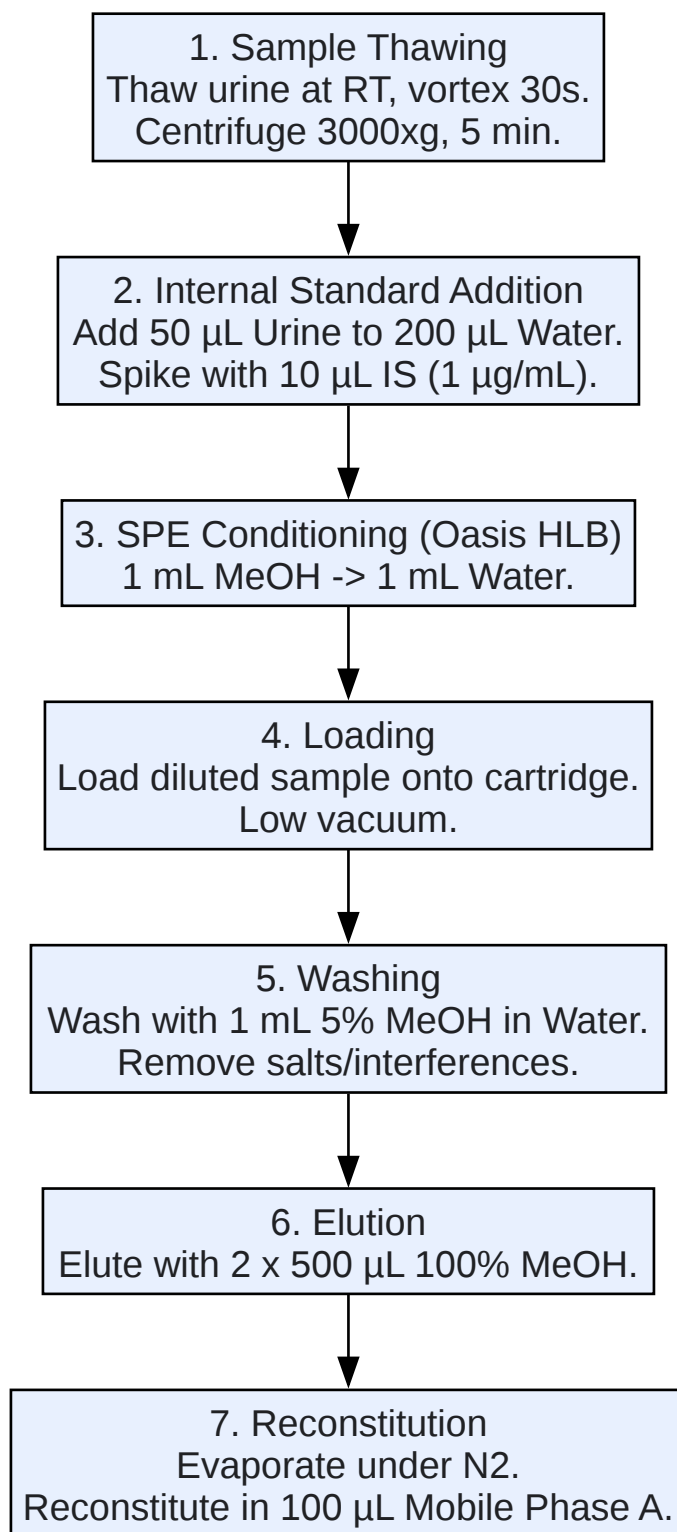 1. Sample Thawing
Thaw urine at RT, vortex 30s.
Centrifuge 3000xg, 5 min.
2. Internal Standard Addition
Add 50 µL Urine to 200 µL Water.
Spike with 10 µL IS (1 µg/mL).
3. SPE Conditioning (Oasis HLB)
1 mL MeOH -> 1 mL Water.
4. Loading
Load diluted sample onto cartridge.
Low vacuum.
5. Washing
Wash with 1 mL 5% MeOH in Water.
Remove salts/interferences.
6. Elution
Elute with 2 x 500 µL 100% MeOH.
7. Reconstitution
Evaporate under N2.
Reconstitute in 100 µL Mobile Phase A.